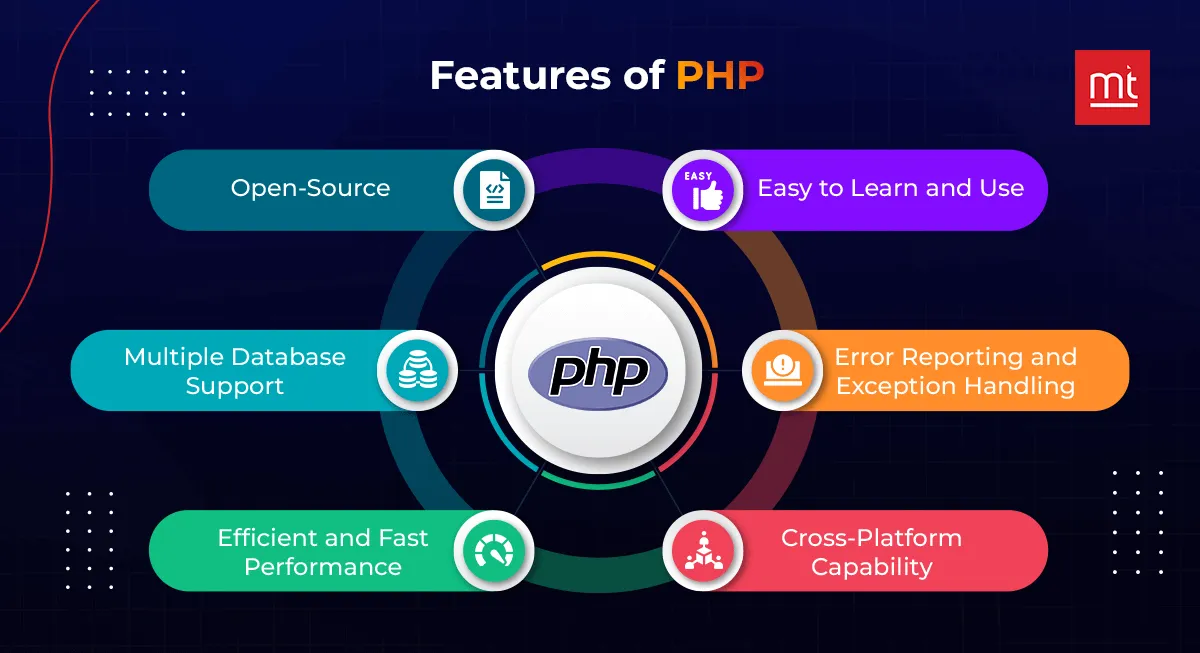 Features of PHP
mt
Open-Source
EASY
Easy to Learn and Use
Multiple Database
Support
php
Error Reporting and
Exception Handling
Efficient and Fast
Performance
Cross-Platform
Capability